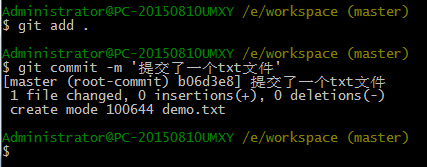 Administrator@PC-20150810UMXY /e/workspace (master)
$ git add .
Administrator@PC-20150810UMXY /e/workspace (master)
$ git commit -m '提交了一个txt文件'
[master (root-commit) b06d3e8] 提交了一个txt文件
 1 file changed, 0 insertions(+), 0 deletions(-)
 create mode 100644 demo.txt
Administrator@PC-20150810UMXY /e/workspace (master)
$